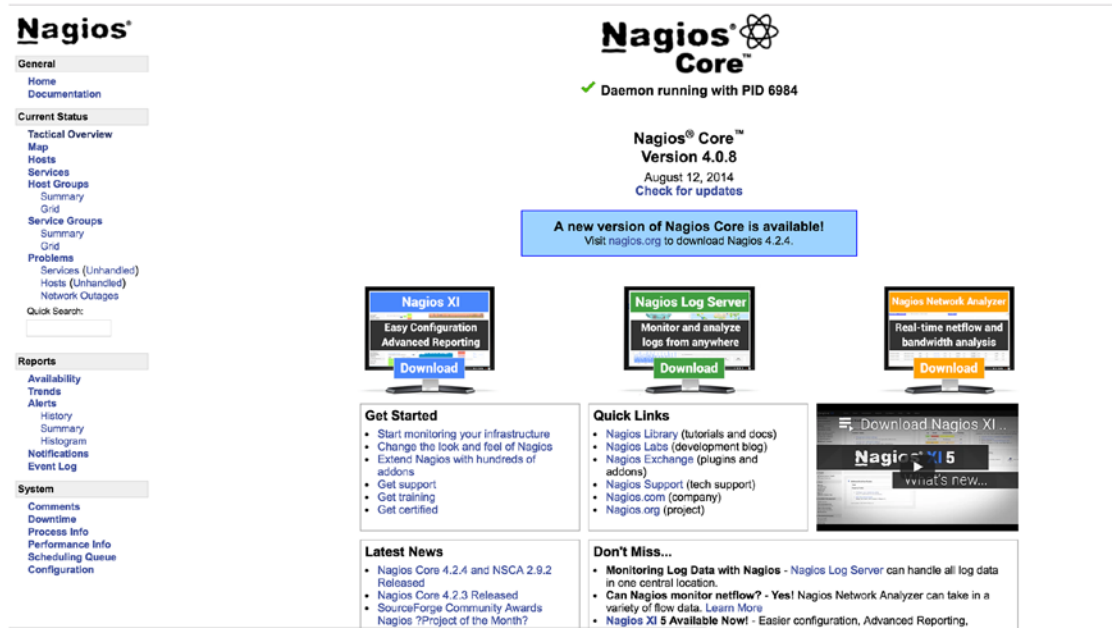 Nagios®
General
Home
Documentation
Current Status
Tactical Overview
Map
Hosts
Services
Host Groups
Summary
Grid
Service Groups
Summary
Grid
Problems
Services (Unhandled)
Hosts (Unhandled)
Network Outages
Quick Search:
Reports
Availability
Trends
Alerts
History
Summary
Histogram
Notifications
Event Log
System
Comments
Downtime
Process Info
Performance Info
Scheduling Queue
Configuration
Nagios®
Core™
Daemon running with PID 6984
Nagios® Core™
Version 4.0.8
August 12, 2014
Check for updates
A new version of Nagios Core is available!
Visit nagios.org to download Nagios 4.2.4.
Nagios XI
Easy Configuration
Advanced Reporting
Download
Nagios Log Server
Monitor and analyze
logs from anywhere
Download
Nagios Network Analyzer
Real-time netflow and
bandwidth analysis
Download
Get Started
• Start monitoring your infrastructure
• Change the look and feel of Nagios
• Extend Nagios with hundreds of
addons
• Get support
• Get training
• Get certified
Quick Links
• Nagios Library (tutorials and docs)
• Nagios Labs (development blog)
• Nagios Exchange (plugins and
addons)
• Nagios Support (tech support)
• Nagios.com (company)
• Nagios.org (project)
Download Nagios XI ..
Nagios XI 5
What's new...
Latest News
• Nagios Core 4.2.4 and NSCA 2.9.2
Released
• Nagios Core 4.2.3 Released
• SourceForge Community Awards
Nagios ?Project of the Month?
Don't Miss...
• Monitoring Log Data with Nagios - Nagios Log Server can handle all log data
in one central location.
• Can Nagios monitor netflow? - Yes! Nagios Network Analyzer can take in a
variety of flow data. Learn More
• Nagios XI 5 Available Now! - Easier configuration, Advanced Reporting,